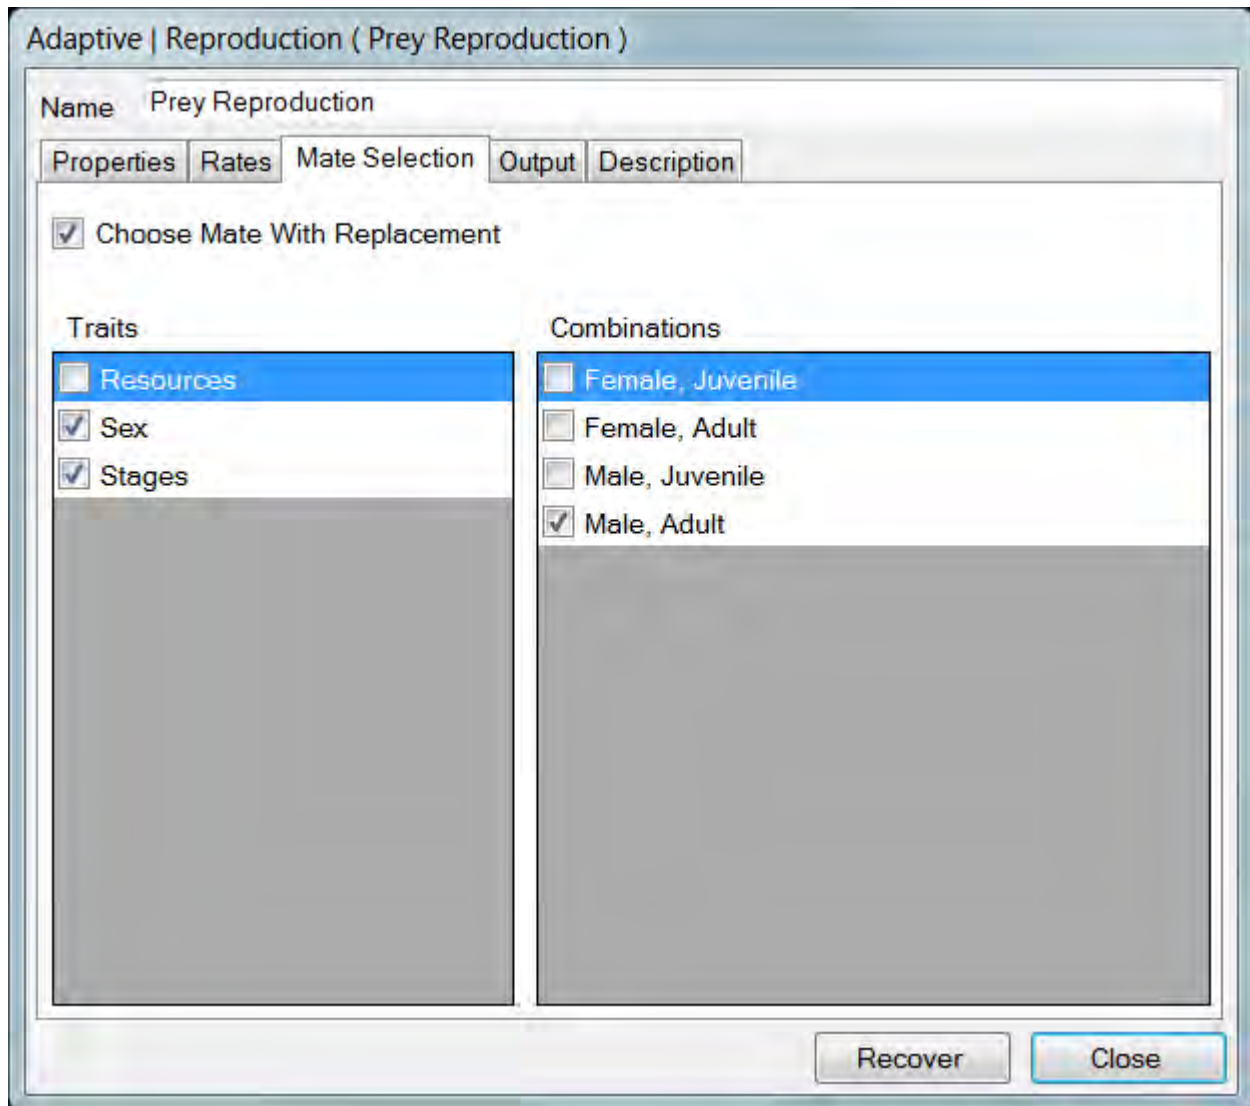 Adaptive | Reproduction ( Prey Reproduction )
Name Prey Reproduction
Properties Rates Mate Selection Output Description
Choose Mate With Replacement
Traits
Resources
Sex
Stages
Combinations
Female, Juvenile
Female, Adult
Male, Juvenile
Male, Adult
Recover Close